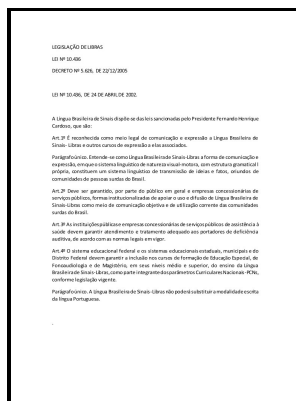 LEGISLAÇÃO DE LIBRAS
LEI Nº 10.436
DECRETO Nº 5.626, DE 22/12/2005
LEI Nº 10.436, DE 24 DE ABRIL DE 2002.
A Língua Brasileira de Sinais dispõe-se das leis sancionadas pelo Presidente Fernando Henrique
Cardoso, que são:
Art.1º É reconhecida como meio legal de comunicação e expressão a Língua Brasileira de
Sinais- Libras e outros cursos de expressão a elas associados.
Parágrafo único. Entende-se como Língua Brasileira de Sinais-Libras a forma de comunicação e
expressão, em que o sistema linguístico de natureza visual-motora, com estrutura gramatical
própria, constituem um sistema linguístico de transmissão de ideias e fatos, oriundos de
comunidades de pessoas surdas do Brasil.
Art.2º Deve ser garantido, por parte do público em geral e empresas concessionárias de
serviços públicos, formas institucionalizadas de apoiar o uso e difusão de Língua Brasileira de
Sinais-Libras como meio de comunicação objetiva e de utilização corrente das comunidades
surdas do Brasil.
Art.3º As instituições públicas e empresas concessionárias de serviços públicos de assistência à
saúde devem garantir atendimento e tratamento adequado aos portadores de deficiência
auditiva, de acordo com as normas legais em vigor.
Art.4º O sistema educacional federal e os sistemas educacionais estaduais, municipais e do
Distrito Federal devem garantir a inclusão nos cursos de formação de Educação Especial, de
Fonoaudiologia e de Magistério, em seus níveis médio e superior, do ensino da Língua
Brasileira de Sinais-Libras, como parte integrante dos parâmetros Curriculares Nacionais -PCNs,
conforme legislação vigente.
Parágrafo único. A Língua Brasileira de Sinais-Libras não poderá substituir a modalidade escrita
da língua Portuguesa.
.